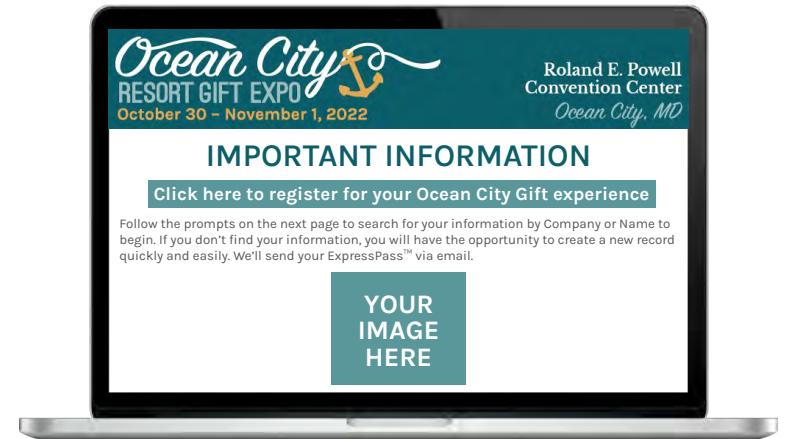 Ocean City
RESORT GIFT EXPO
October 30 – November 1, 2022
Roland E. Powell
Convention Center
Ocean City, MD
IMPORTANT INFORMATION
Click here to register for your Ocean City Gift experience
Follow the prompts on the next page to search for your information by Company or Name to
begin. If you don’t find your information, you will have the opportunity to create a new record
quickly and easily. We’ll send your ExpressPass™ via email.
YOUR
IMAGE
HERE